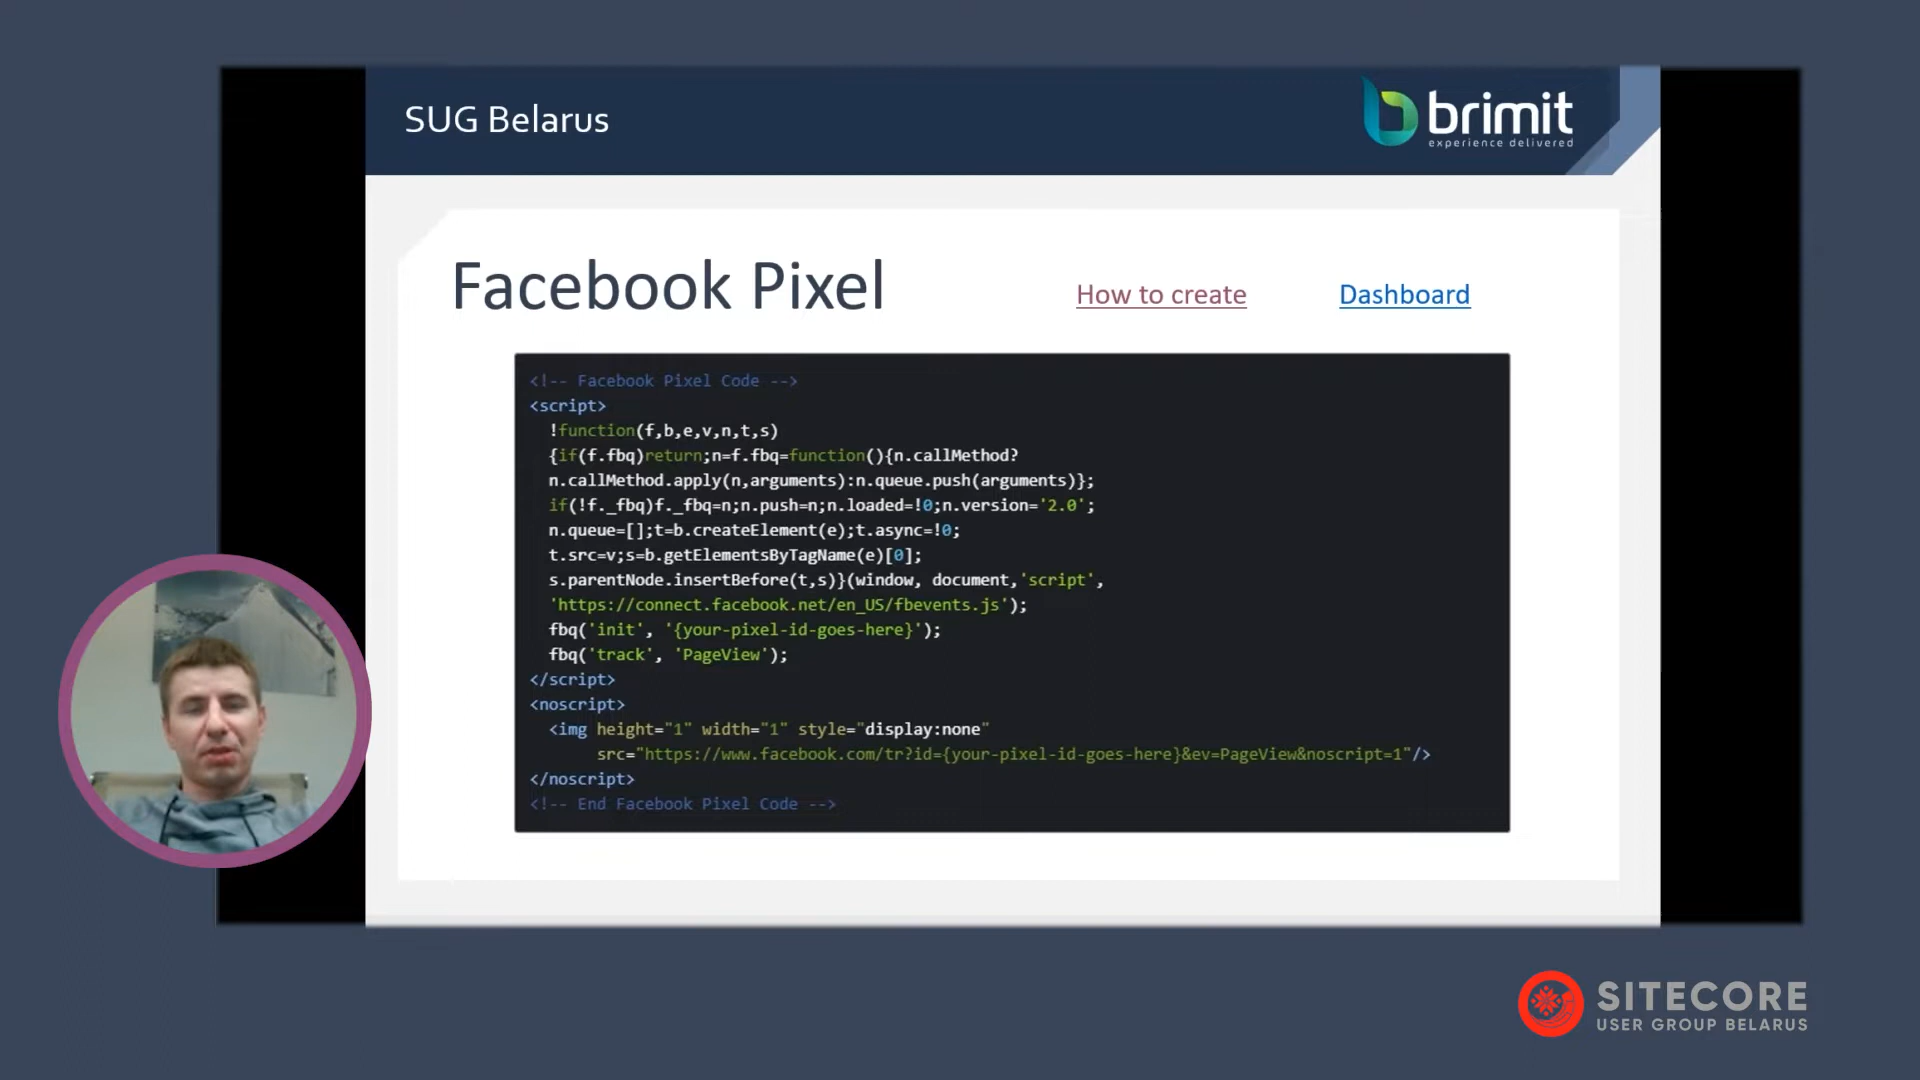 SUG Belarus
brimit
experience delivered
Facebook Pixel
How to create
Dashboard
<!-- Facebook Pixel Code -->
<script>
!function(f,b,e,v,n,t,s)
{if(f.fbq)return;n=f.fbq=function(){n.callMethod?
n.callMethod.apply(n,arguments):n.queue.push(arguments)};
if(!f._fbq)f._fbq=n;n.push=n;n.loaded=!0;n.version='2.0';
n.queue=[];t=b.createElement(e);t.async=!0;
t.src=v;s=b.getElementsByTagName(e)[0];
s.parentNode.insertBefore(t,s)}(window, document,'script',
'https://connect.facebook.net/en_US/fbevents.js');
fbq('init', '{your-pixel-id-goes-here}');
fbq('track', 'PageView');
</script>
<noscript>
<img height="1" width="1" style="display:none"
src="https://www.facebook.com/tr?id={your-pixel-id-goes-here}&ev=PageView&noscript=1"/>
</noscript>
<!-- End Facebook Pixel Code -->
SITECORE
USER GROUP BELARUS